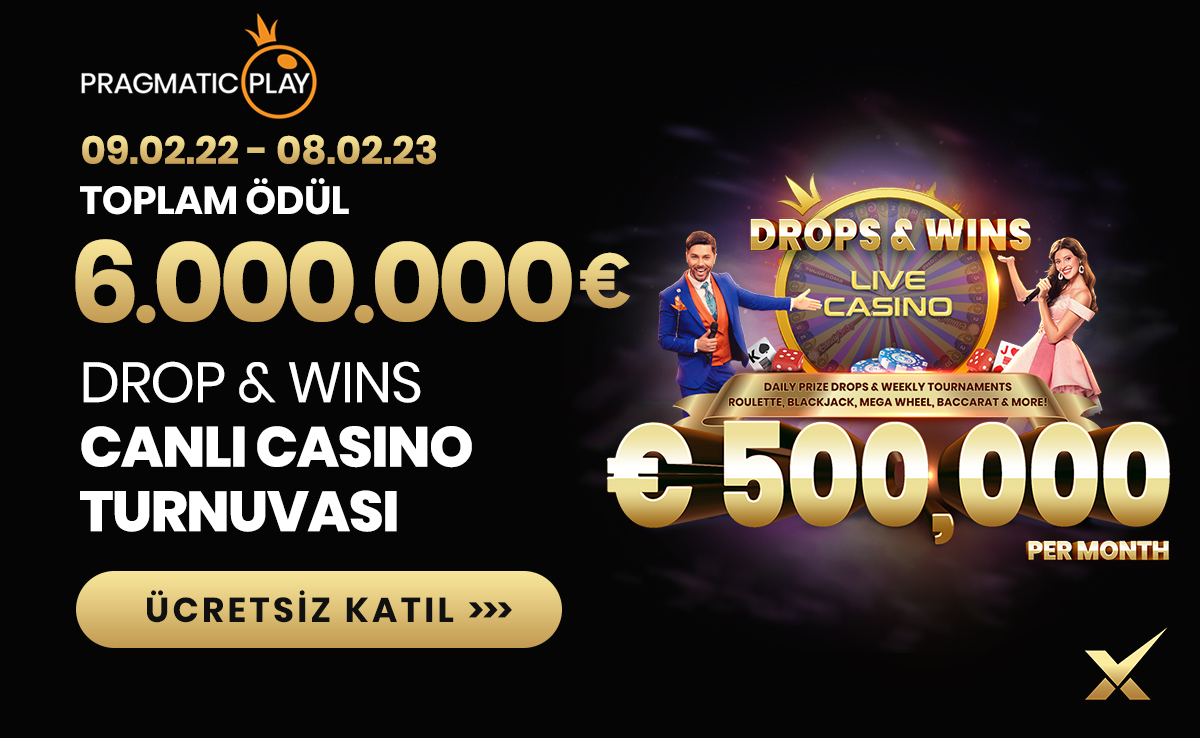 PRAGMATIC PLAY
09.02.22 - 08.02.23
TOPLAM ÖDÜL
6.000.000€
DROP & WINS
CANLI CASINO
TURNUVASI
ÜCRETSİZ KATIL >>>
DROPS & WINS
LIVE
CASINO
K
J
DAILY PRIZE DROPS & WEEKLY TOURNAMENTS
ROULETTE, BLACKJACK, MEGA WHEEL, BACCARAT & MORE!
€ 500,000
PER MONTH